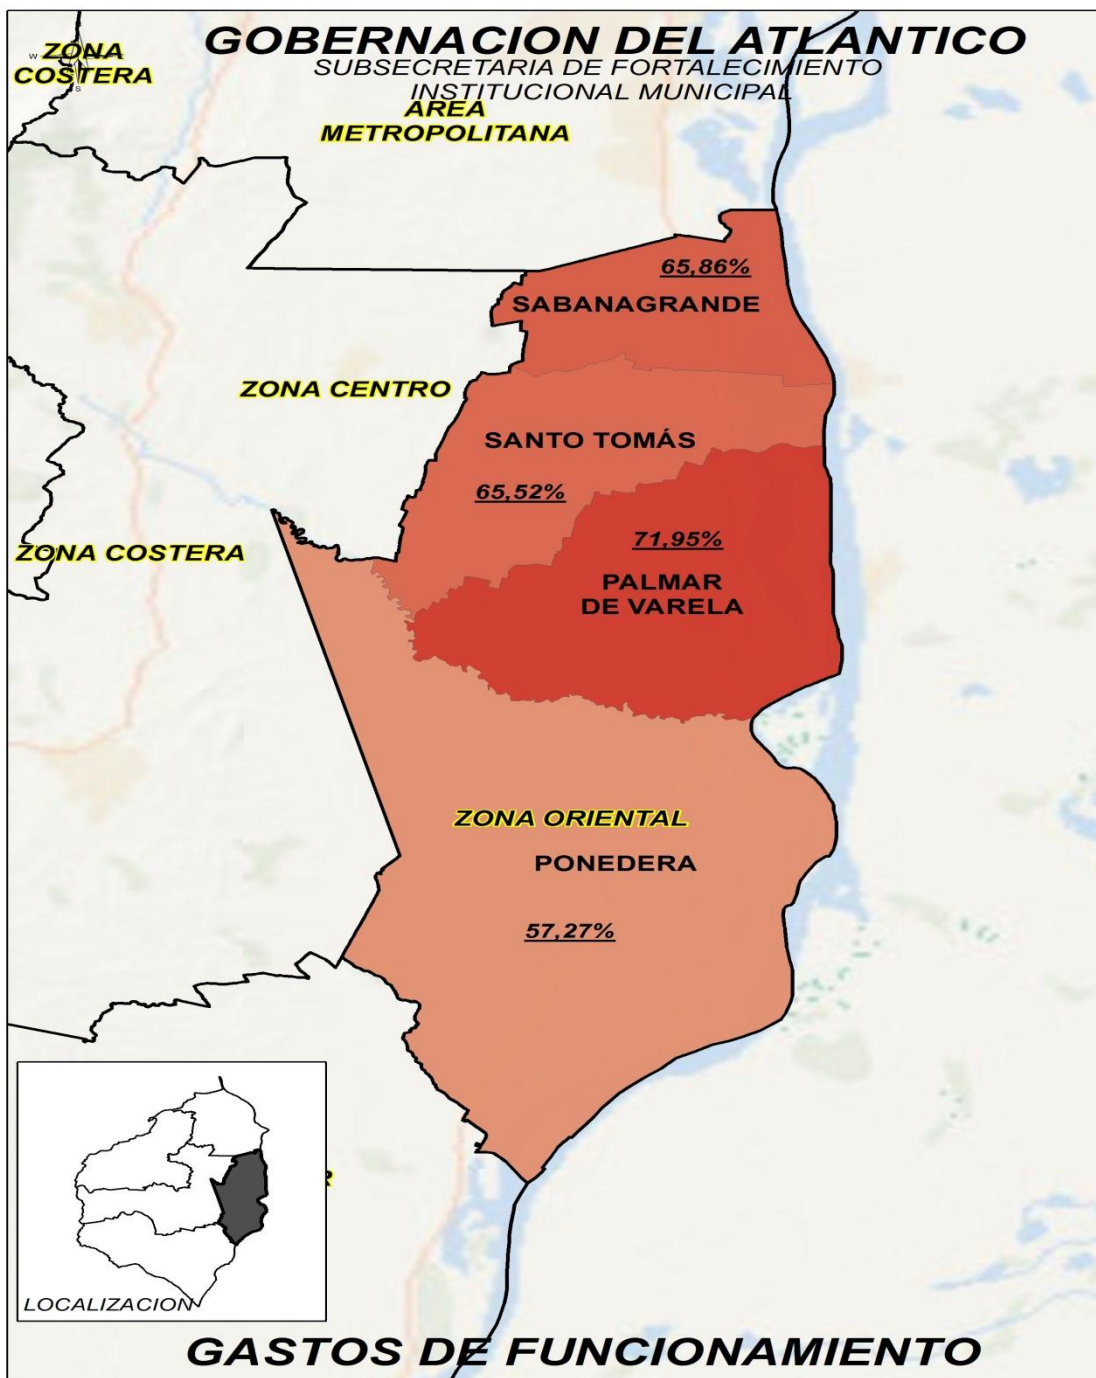 GOBERNACION DEL ATLANTICO
SUBSECRETARIA DE FORTALECIMIENTO
INSTITUCIONAL MUNICIPAL
ZONA
COSTERA
W
S
AREA
METROPOLITANA
65,86%
SABANAGRANDE
ZONA CENTRO
SANTO TOMÁS
65,52%
ZONA COSTERA
71,95%
PALMAR
DE VARELA
ZONA ORIENTAL
PONEDERA
57,27%
R
LOCALIZACION
GASTOS DE FUNCIONAMIENTO